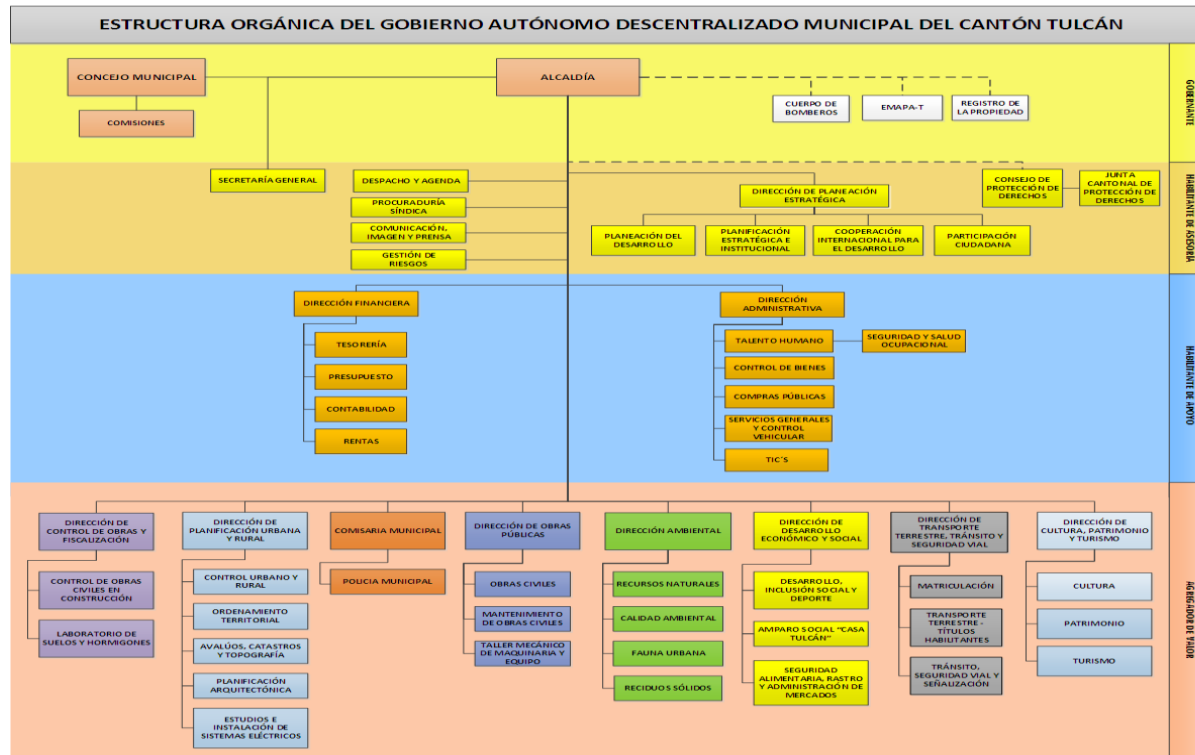 ESTRUCTURA ORGÁNICA DEL GOBIERNO AUTÓNOMO DESCENTRALIZADO MUNICIPAL DEL CANTÓN TULCÁN
CONCEJO MUNICIPAL
ALCALDÍA
COMISIONES
CUERPO DE
BOMBEROS
EMAPA-T
REGISTRO DE
LA PROPIEDAD
GOBERNANTE
SECRETARÍA GENERAL
DESPACHO Y AGENDA
PROCURADURÍA
SÍNDICA
COMUNICACIÓN,
IMAGEN Y PRENSA
GESTIÓN DE
RIESGOS
DIRECCIÓN DE PLANEACIÓN
ESTRATÉGICA
CONSEJO DE
PROTECCIÓN DE
DERECHOS
JUNTA
CANTONAL DE
PROTECCIÓN DE
DERECHOS
PLANEACIÓN DEL
DESARROLLO
PLANIFICACIÓN
ESTRATÉGICA E
INSTITUCIONAL
COOPERACIÓN
INTERNACIONAL PARA
EL DESARROLLO
PARTICIPACIÓN
CIUDADANA
HABILITANTE DE ASESORÍA
DIRECCIÓN FINANCIERA
TESORERÍA
PRESUPUESTO
CONTABILIDAD
RENTAS
DIRECCIÓN
ADMINISTRATIVA
TALENTO HUMANO
SEGURIDAD Y SALUD
OCUPACIONAL
CONTROL DE BIENES
COMPRAS PÚBLICAS
SERVICIOS GENERALES
Y CONTROL
VEHICULAR
TIC´S
HABILITANTE DE APOYO
DIRECCIÓN DE
CONTROL DE OBRAS Y
FISCALIZACIÓN
CONTROL DE OBRAS
CIVILES EN
CONSTRUCCIÓN
LABORATORIO DE
SUELOS Y HORMIGONES
DIRECCIÓN DE
PLANIFICACIÓN URBANA
Y RURAL
CONTROL URBANO Y
RURAL
ORDENAMIENTO
TERRITORIAL
AVALÚOS, CATASTROS
Y TOPOGRAFÍA
PLANIFICACIÓN
ARQUITECTÓNICA
ESTUDIOS E
INSTALACIÓN DE
SISTEMAS ELÉCTRICOS
COMISARIA MUNICIPAL
POLICIA MUNICIPAL
DIRECCIÓN DE OBRAS
PÚBLICAS
OBRAS CIVILES
MANTENIMIENTO
DE OBRAS CIVILES
TALLER MECÁNICO
DE MAQUINARIA Y
EQUIPO
DIRECCIÓN AMBIENTAL
RECURSOS NATURALES
CALIDAD AMBIENTAL
FAUNA URBANA
RECIDUOS SÓLIDOS
DIRECCIÓN DE
DESARROLLO
ECONÓMICO Y SOCIAL
DESARROLLO,
INCLUSIÓN SOCIAL Y
DEPORTE
AMPARO SOCIAL "CASA
TULCÁN"
SEGURIDAD
ALIMENTARIA, RASTRO Y
ADMINISTRACIÓN DE
MERCADOS
DIRECCIÓN DE
TRANSPORTE
TERRESTRE, TRÁNSITO Y
SEGURIDAD VIAL
MATRICULACIÓN
TRANSPORTE
TERRESTRE -
TÍTULOS
HABILITANTES
TRÁNSITO,
SEGURIDAD VIAL Y
SEÑALIZACIÓN
DIRECCIÓN DE
CULTURA, PATRIMONIO
Y TURISMO
CULTURA
PATRIMONIO
TURISMO
AGREGADOR DE VALOR